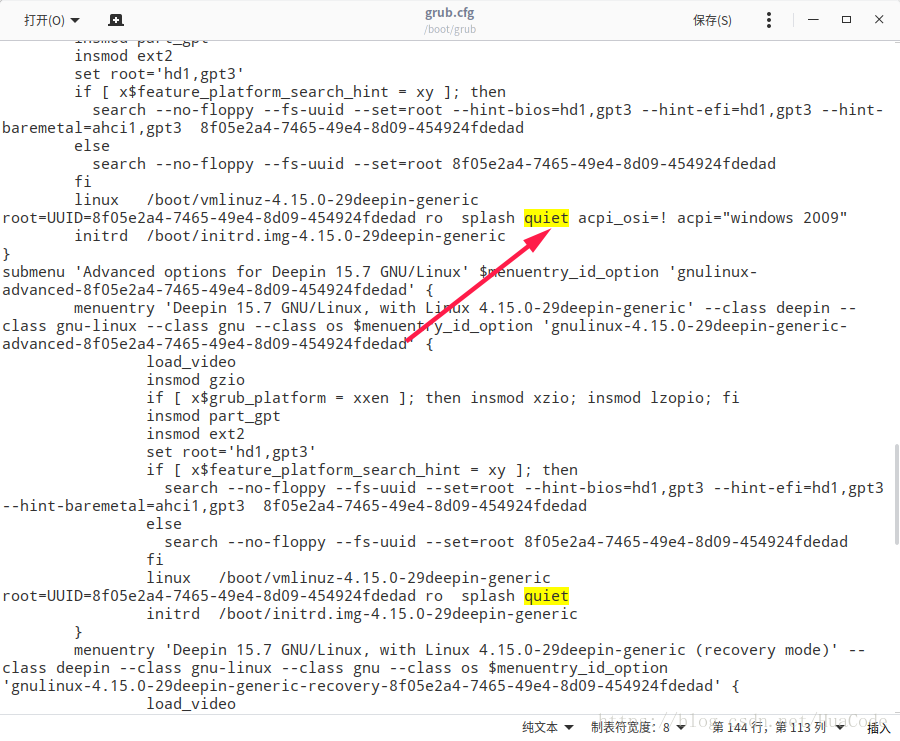 打开(O)
grub.cfg
/boot/grub
保存(S)
insmod part_gpt
insmod ext2
set root='hd1,gpt3'
if [ x$feature_platform_search_hint = xy ]; then
search --no-floppy --fs-uuid --set=root --hint-bios=hd1,gpt3 --hint-efi=hd1,gpt3 --hint-
baremetal=ahci1,gpt3  8f05e2a4-7465-49e4-8d09-454924fdedad
else
search --no-floppy --fs-uuid --set=root 8f05e2a4-7465-49e4-8d09-454924fdedad
fi
linux   /boot/vmlinuz-4.15.0-29deepin-generic
root=UUID=8f05e2a4-7465-49e4-8d09-454924fdedad ro  splash quiet acpi_osi=! acpi="windows 2009"
initrd  /boot/initrd.img-4.15.0-29deepin-generic
}
submenu 'Advanced options for Deepin 15.7 GNU/Linux' $menuentry_id_option 'gnulinux-
advanced-8f05e2a4-7465-49e4-8d09-454924fdedad' {
menuentry 'Deepin 15.7 GNU/Linux, with Linux 4.15.0-29deepin-generic' --class deepin --
class gnu-linux --class gnu --class os $menuentry_id_option 'gnulinux-4.15.0-29deepin-generic-
advanced-8f05e2a4-7465-49e4-8d09-454924fdedad' {
load_video
insmod gzio
if [ x$grub_platform = xxen ]; then insmod xzio; insmod lzopio; fi
insmod part_gpt
insmod ext2
set root='hd1,gpt3'
if [ x$feature_platform_search_hint = xy ]; then
search --no-floppy --fs-uuid --set=root --hint-bios=hd1,gpt3 --hint-efi=hd1,gpt3
--hint-baremetal=ahci1,gpt3  8f05e2a4-7465-49e4-8d09-454924fdedad
else
search --no-floppy --fs-uuid --set=root 8f05e2a4-7465-49e4-8d09-454924fdedad
fi
linux   /boot/vmlinuz-4.15.0-29deepin-generic
root=UUID=8f05e2a4-7465-49e4-8d09-454924fdedad ro  splash quiet
initrd  /boot/initrd.img-4.15.0-29deepin-generic
}
menuentry 'Deepin 15.7 GNU/Linux, with Linux 4.15.0-29deepin-generic (recovery mode)' --
class deepin --class gnu-linux --class gnu --class os $menuentry_id_option
'gnulinux-4.15.0-29deepin-generic-recovery-8f05e2a4-7465-49e4-8d09-454924fdedad' {
load_video
纯文本 制表符宽度：8 第 144 行，第 113 列 插入
https://blog.csdn.net/HuaCode